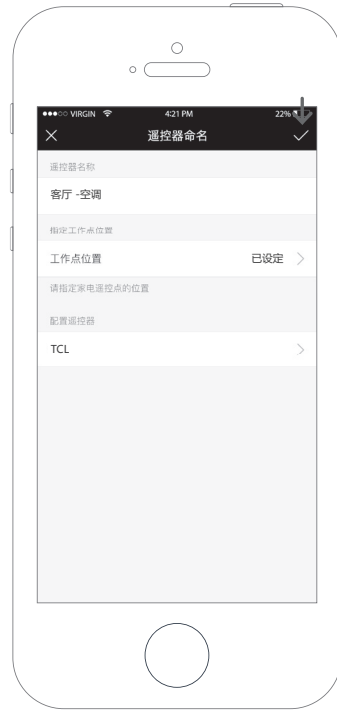 VIRGIN 4:21 PM 22%
遥控器命名
遥控器名称
客厅 -空调
指定工作点位置
工作点位置 已设定
请指定家电遥控点的位置
配置遥控器
TCL